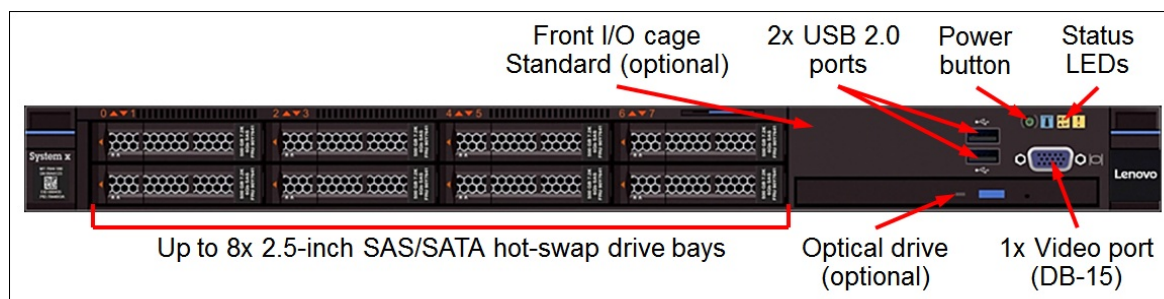 Front I/O cage
Standard (optional)
2x USB 2.0
ports
Power
button
Status
LEDs
0 1
2 3
4 5
6 7
System x
Lenovo
Up to 8x 2.5-inch SAS/SATA hot-swap drive bays
Optical drive
(optional)
1x Video port
(DB-15)